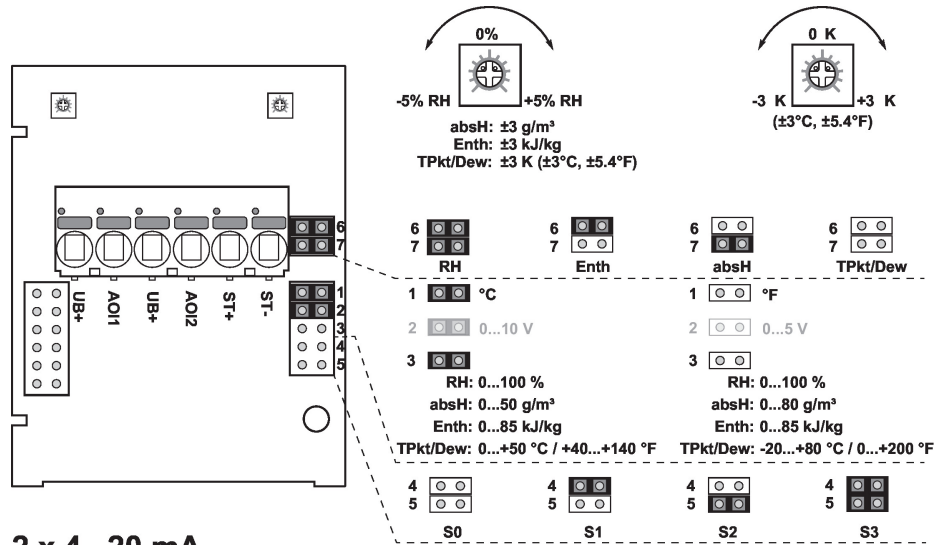 0%
-5% RH
+5% RH
absH: ±3 g/m³
Enth: ±3 kJ/kg
TPkt/Dew: ±3 K (±3°C, ±5.4°F)
0 K
-3 K
+3 K
(±3°C, ±5.4°F)
6
7
1
2
3
4
5
UB+
AOI1
UB+
AOI2
ST+
ST-
6
7
RH
6
7
Enth
6
7
absH
6
7
TPkt/Dew
1 °C
2 0...10 V
3
RH: 0...100 %
absH: 0...50 g/m³
Enth: 0...85 kJ/kg
TPkt/Dew: 0...+50 °C / +40...+140 °F
1 °F
2 0...5 V
3
RH: 0...100 %
absH: 0...80 g/m³
Enth: 0...85 kJ/kg
TPkt/Dew: -20...+80 °C / 0...+200 °F
4
5
S0
4
5
S1
4
5
S2
4
5
S3
2 x 4...20 mA